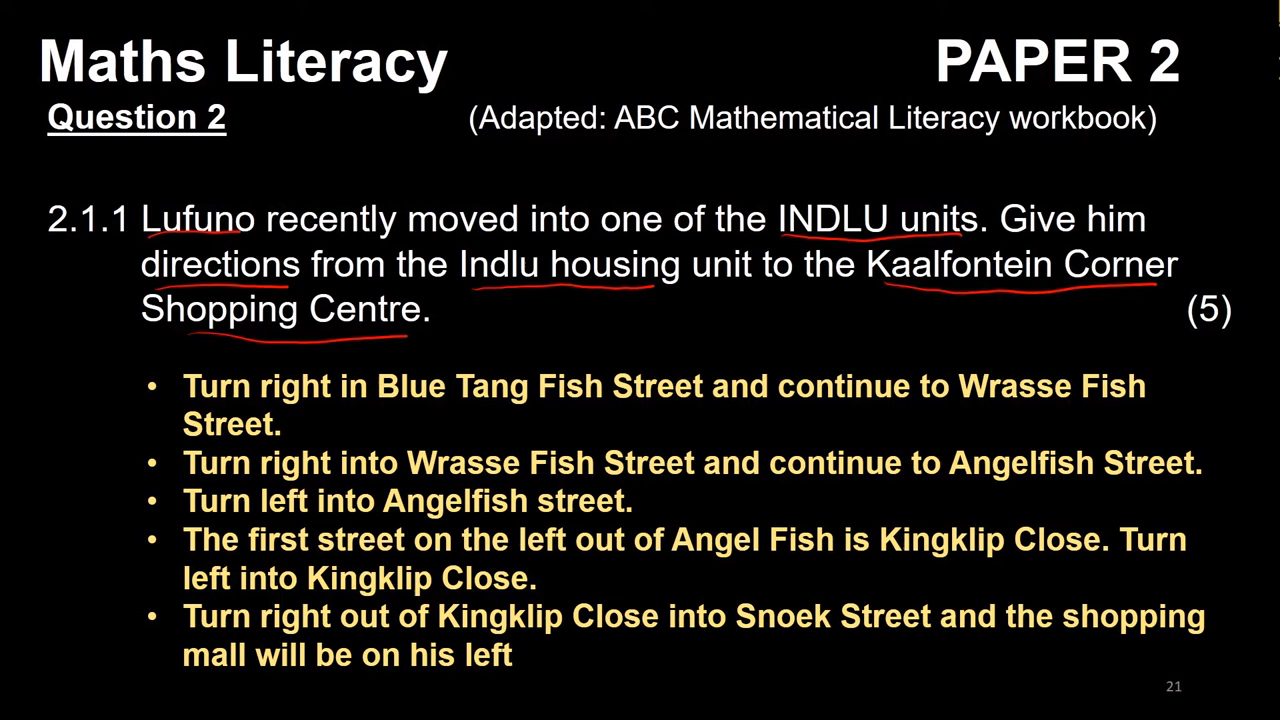 Maths Literacy PAPER 2
Question 2 (Adapted: ABC Mathematical Literacy workbook)
2.1.1 Lufuno recently moved into one of the INDLU units. Give him
directions from the Indlu housing unit to the Kaalfontein Corner
Shopping Centre. (5)
• Turn right in Blue Tang Fish Street and continue to Wrasse Fish
Street.
• Turn right into Wrasse Fish Street and continue to Angelfish Street.
• Turn left into Angelfish street.
• The first street on the left out of Angel Fish is Kingklip Close. Turn
left into Kingklip Close.
• Turn right out of Kingklip Close into Snoek Street and the shopping
mall will be on his left
21